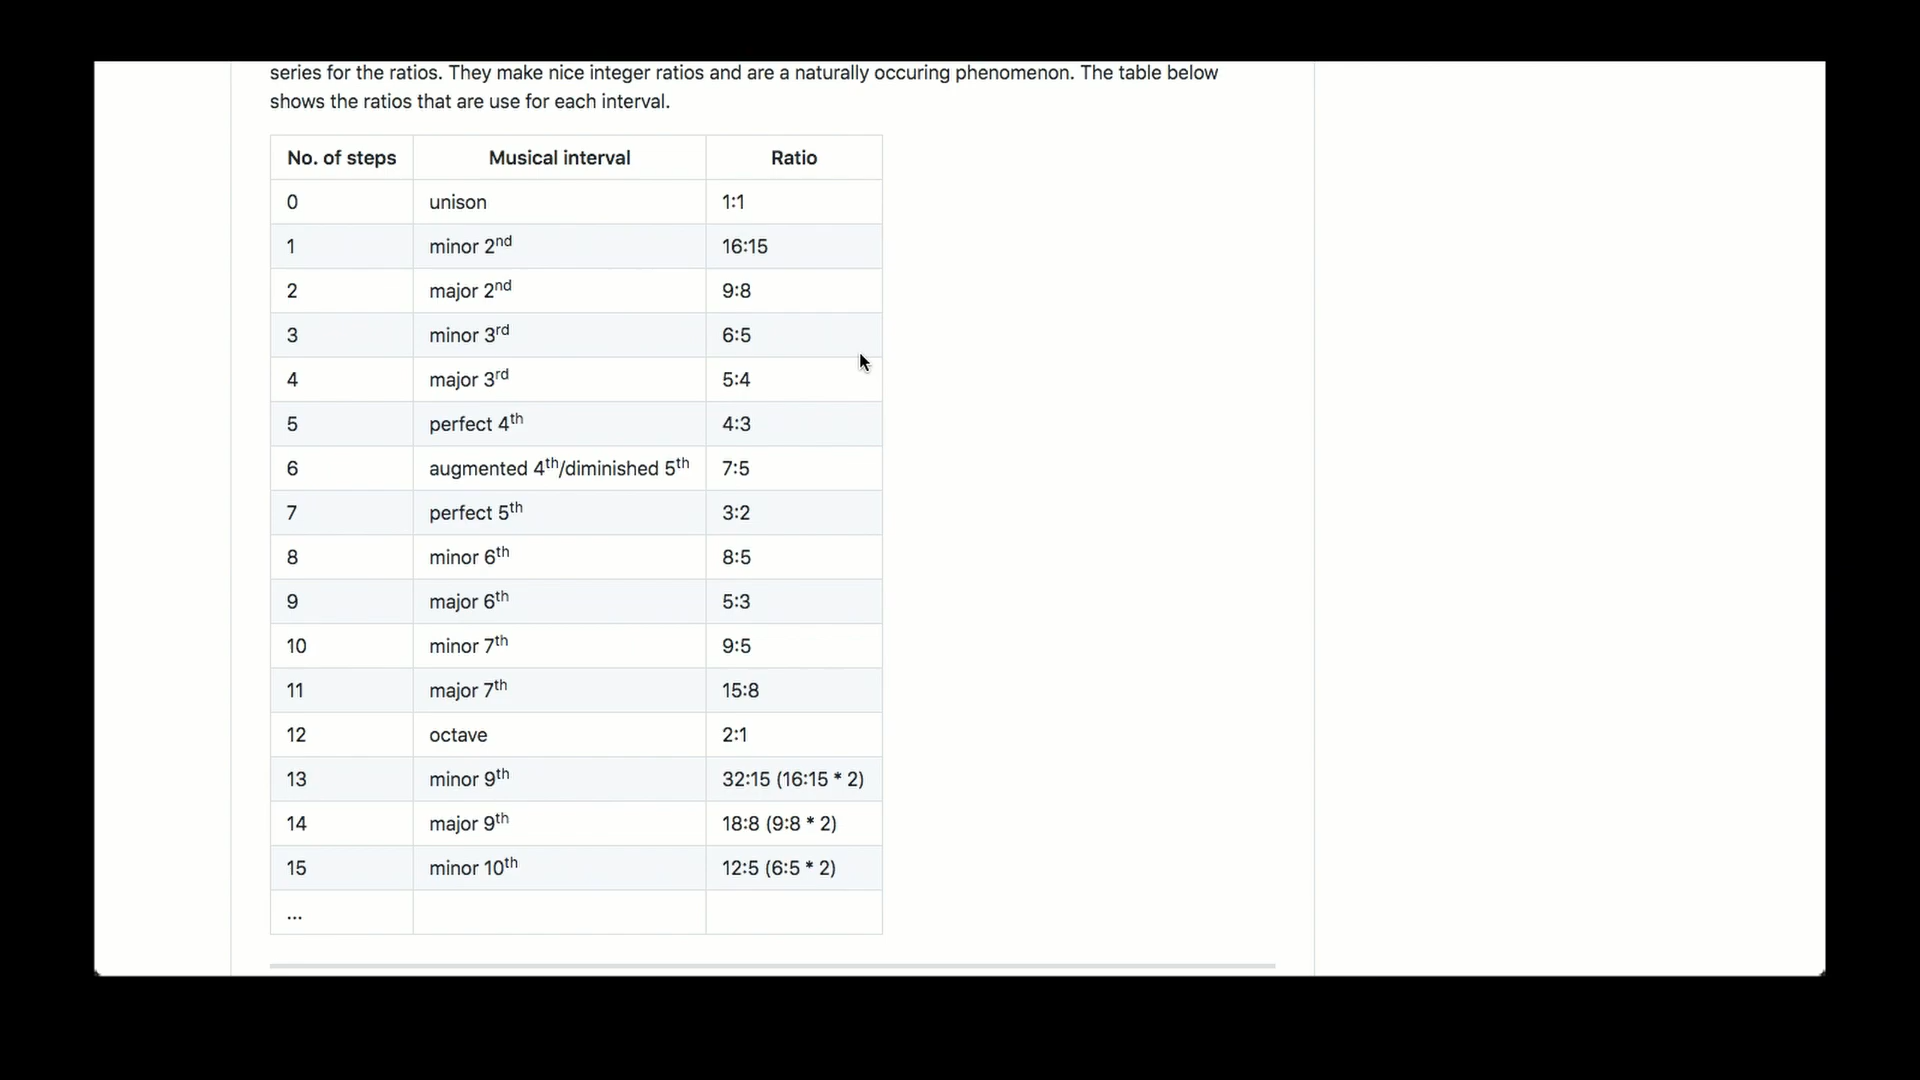 series for the ratios. They make nice integer ratios and are a naturally occuring phenomenon. The table below
shows the ratios that are use for each interval.
No. of steps Musical interval Ratio
0 unison 1:1
1 minor 2nd 16:15
2 major 2nd 9:8
3 minor 3rd 6:5
4 major 3rd 5:4
5 perfect 4th 4:3
6 augmented 4th/diminished 5th 7:5
7 perfect 5th 3:2
8 minor 6th 8:5
9 major 6th 5:3
10 minor 7th 9:5
11 major 7th 15:8
12 octave 2:1
13 minor 9th 32:15 (16:15 * 2)
14 major 9th 18:8 (9:8 * 2)
15 minor 10th 12:5 (6:5 * 2)
...